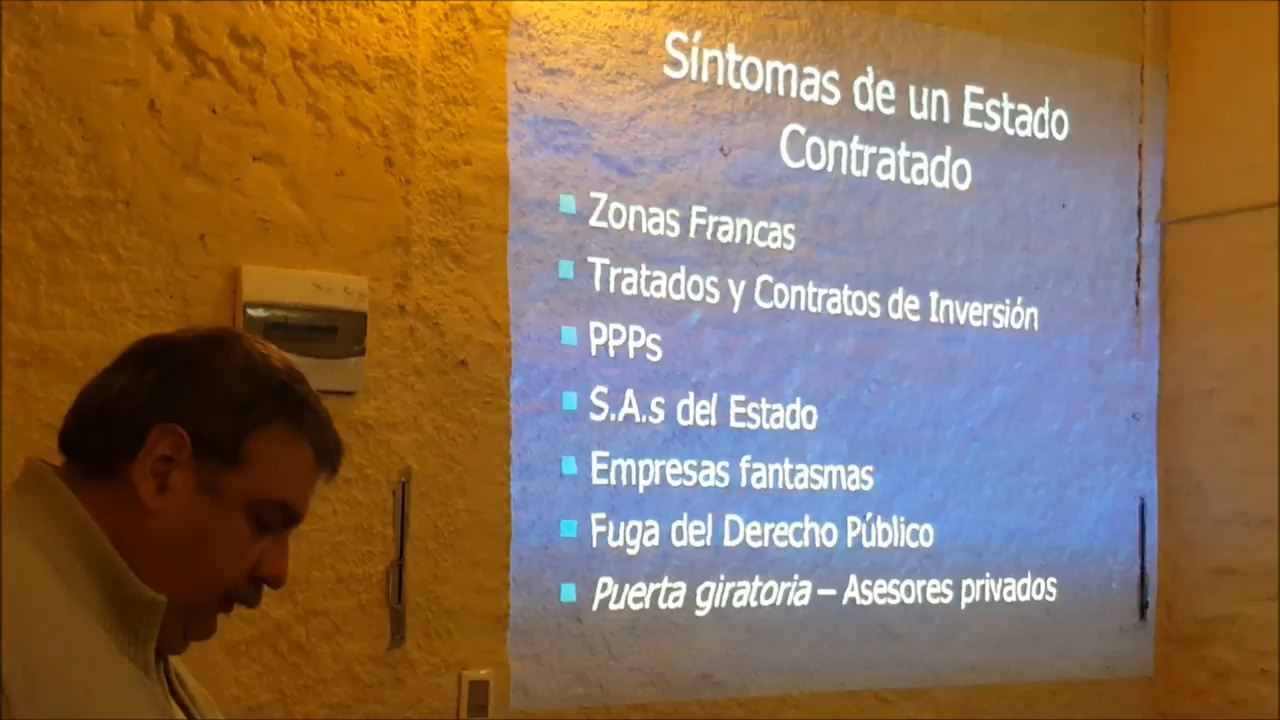 Síntomas de un Estado
Contratado
Zonas Francas
Tratados y Contratos de Inversión
PPPs
S.A.s del Estado
Empresas fantasmas
Fuga del Derecho Público
Puerta giratoria – Asesores privados